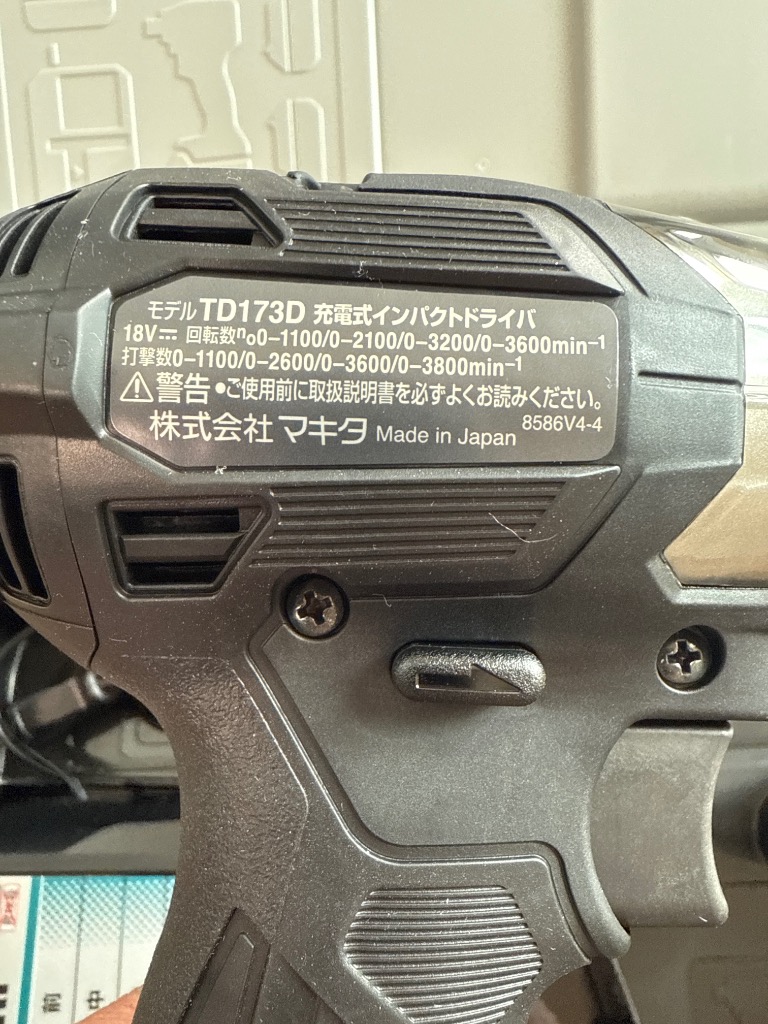 モデル TD173D 充電式インパクトドライバ
18V⎓ 回転数n₀0-1100/0-2100/0-3200/0-3600min⁻¹
打撃数0-1100/0-2600/0-3600/0-3800min⁻¹
⚠警告 ●ご使用前に取扱説明書を必ずよくお読みください。
株式会社 マキタ Made in Japan 8586V4-4
前
中